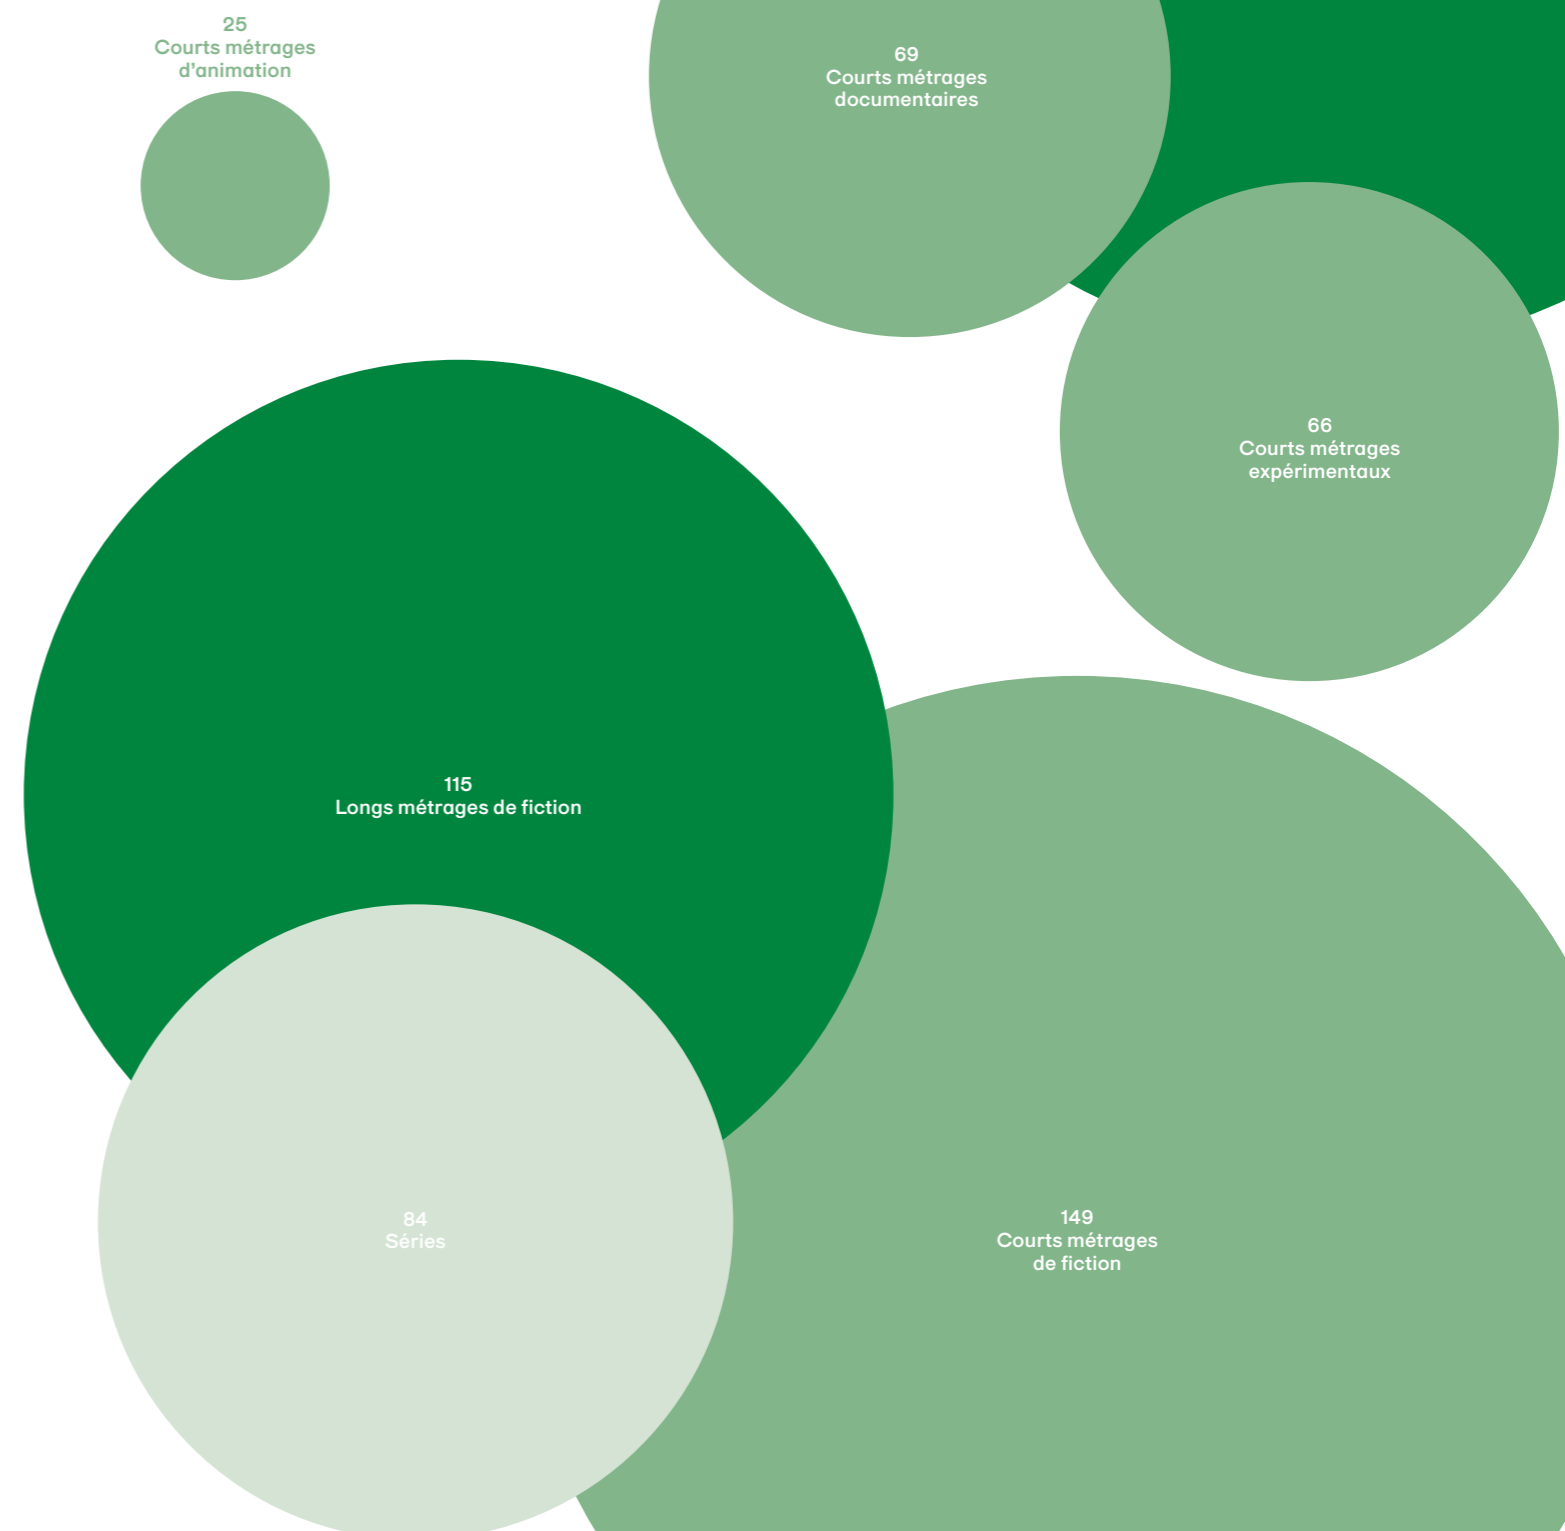 25
Courts métrages
d’animation
69
Courts métrages
documentaires
66
Courts métrages
expérimentaux
115
Longs métrages de fiction
84
Séries
149
Courts métrages
de fiction